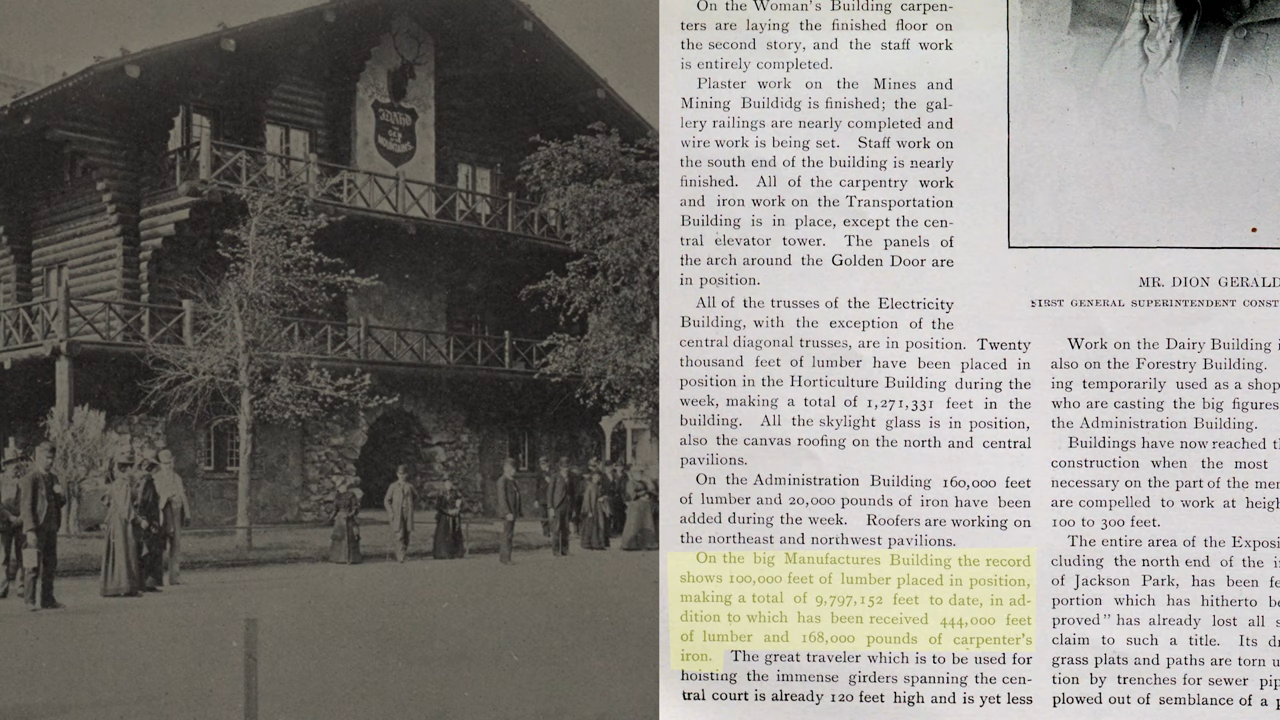 IDAHO
On the Woman's Building carpen-
ters are laying the finished floor on
the second story, and the staff work
is entirely completed.
Plaster work on the Mines and
Mining Buildidg is finished; the gal-
lery railings are nearly completed and
wire work is being set. Staff work on
the south end of the building is nearly
finished. All of the carpentry work
and iron work on the Transportation
Building is in place, except the cen-
tral elevator tower. The panels of
the arch around the Golden Door are
in position.
All of the trusses of the Electricity
Building, with the exception of the
central diagonal trusses, are in position. Twenty
thousand feet of lumber have been placed in
position in the Horticulture Building during the
week, making a total of 1,271,331 feet in the
building. All the skylight glass is in position,
also the canvas roofing on the north and central
pavilions.
On the Administration Building 160,000 feet
of lumber and 20,000 pounds of iron have been
added during the week. Roofers are working on
the northeast and northwest pavilions.
On the big Manufactures Building the record
shows 100,000 feet of lumber placed in position,
making a total of 9,797,152 feet to date, in ad-
dition to which has been received 444,000 feet
of lumber and 168,000 pounds of carpenter's
iron. The great traveler which is to be used for
hoisting the immense girders spanning the cen-
tral court is already 120 feet high and is yet less
MR. DION GERALD
FIRST GENERAL SUPERINTENDENT CONST
Work on the Dairy Building i
also on the Forestry Building.
ing temporarily used as a shop
who are casting the big figures
the Administration Building.
Buildings have now reached t
construction when the most
necessary on the part of the mer
are compelled to work at heigh
100 to 300 feet.
The entire area of the Exposi
cluding the north end of the i
of Jackson Park, has been fe
portion which has hitherto be
proved" has already lost all s
claim to such a title. Its dr
grass plats and paths are torn u
tion by trenches for sewer pip
plowed out of semblance of a p